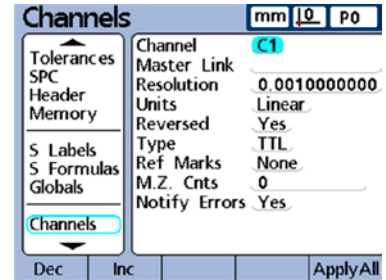 Channels mm 0 P0
Tolerances
SPC
Header
Memory
S Labels
S Formulas
Globals
Channels
Channel C1
Master Link
Resolution 0.0010000000
Units Linear
Reversed Yes
Type TTL
Ref Marks None
M.Z. Cnts 0
Notify Errors Yes
Dec Inc Apply All